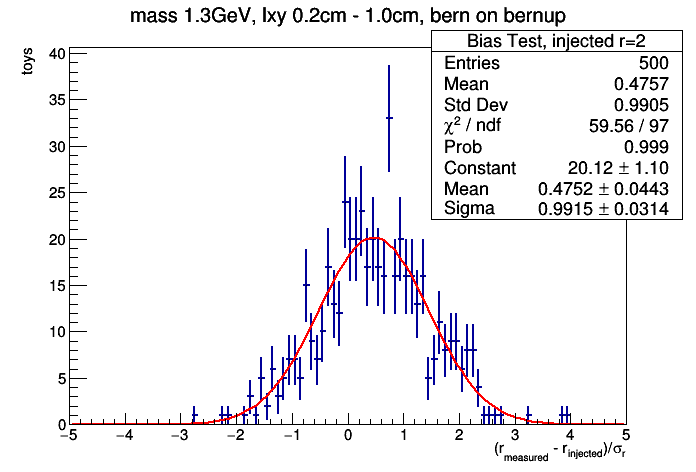 mass 1.3GeV, lxy 0.2cm - 1.0cm, bern on bernup
Bias Test, injected r=2
Entries 500
Mean 0.4757
Std Dev 0.9905
χ² / ndf 59.56 / 97
Prob 0.999
Constant 20.12 ± 1.10
Mean 0.4752 ± 0.0443
Sigma 0.9915 ± 0.0314
toys
40
35
30
25
20
15
10
5
0
−5 −4 −3 −2 −1 0 1 2 3 4 5
(r_measured - r_injected)/σ_r